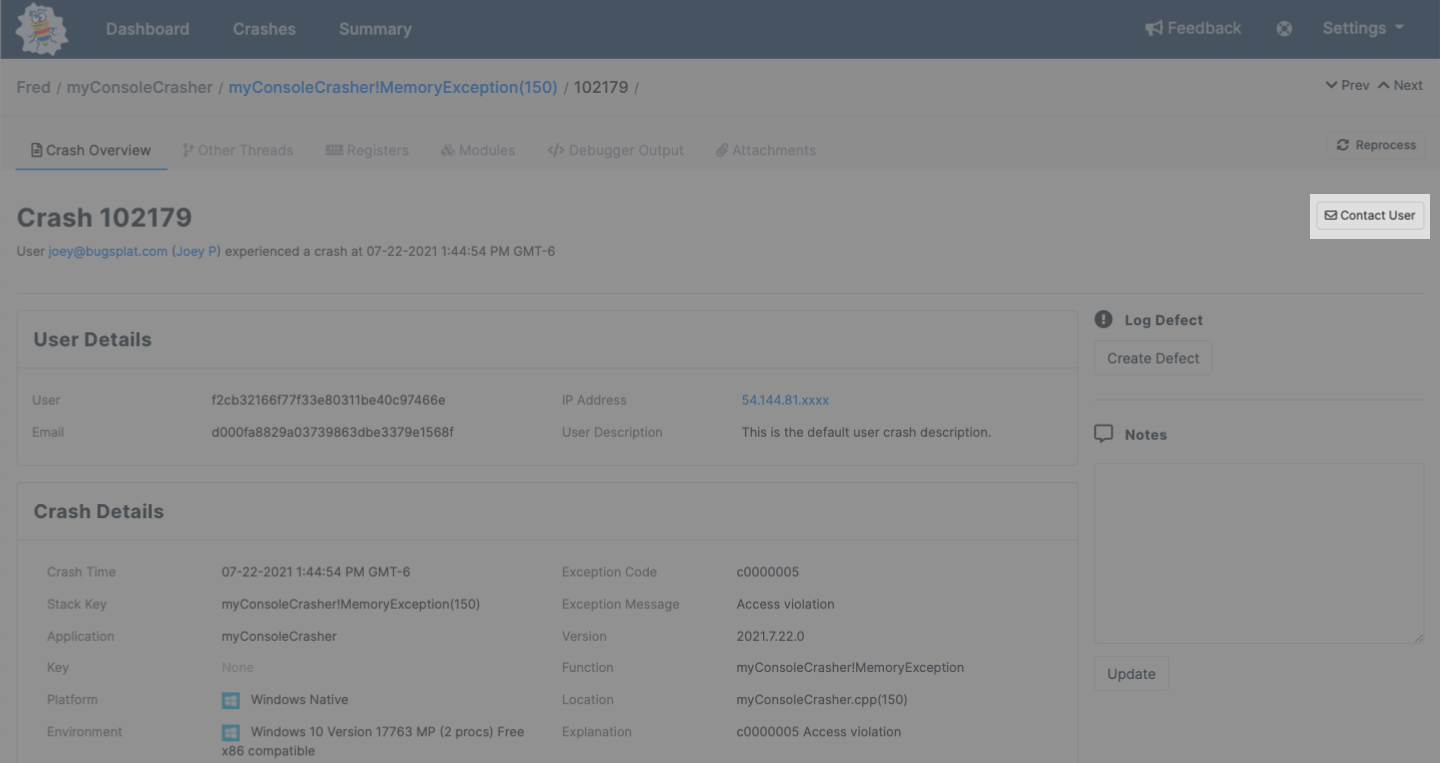 Dashboard Crashes Summary Feedback Settings
Fred / myConsoleCrasher / myConsoleCrasher!MemoryException(150) / 102179 / Prev Next
Crash Overview Other Threads Registers Modules Debugger Output Attachments Reprocess
Crash 102179
Contact User
User joey@bugsplat.com (Joey P) experienced a crash at 07-22-2021 1:44:54 PM GMT-6
User Details
User f2cb32166f77f33e80311be40c97466e IP Address 54.144.81.xxxx
Email d000fa8829a03739863dbe3379e1568f User Description This is the default user crash description.
Log Defect
Create Defect
Notes
Update
Crash Details
Crash Time 07-22-2021 1:44:54 PM GMT-6 Exception Code c0000005
Stack Key myConsoleCrasher!MemoryException(150) Exception Message Access violation
Application myConsoleCrasher Version 2021.7.22.0
Key None Function myConsoleCrasher!MemoryException
Platform Windows Native Location myConsoleCrasher.cpp(150)
Environment Windows 10 Version 17763 MP (2 procs) Free Explanation c0000005 Access violation
x86 compatible